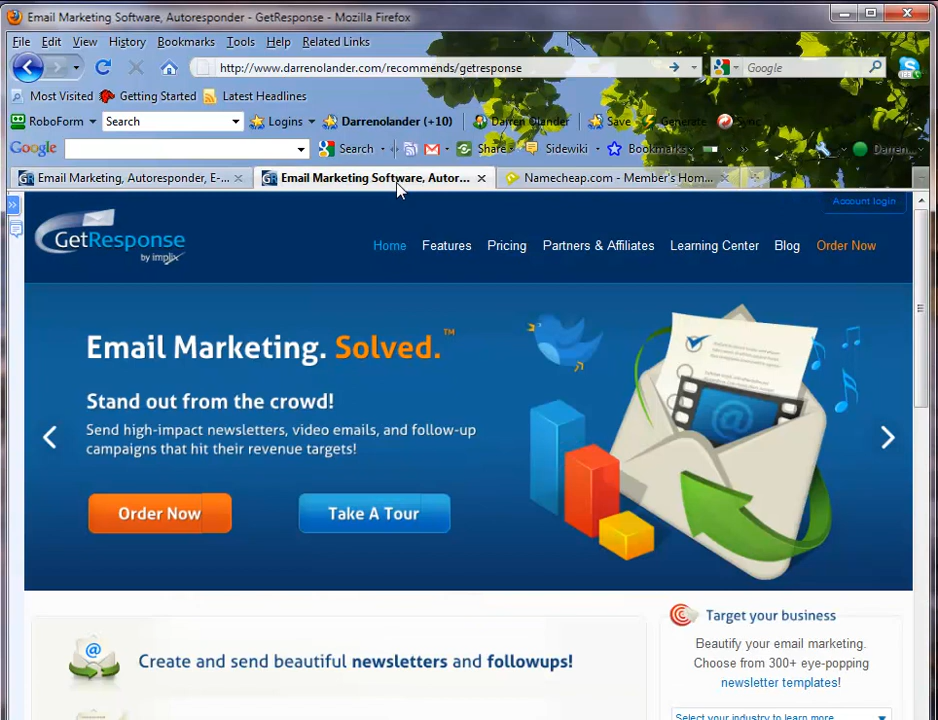 Email Marketing Software, Autoresponder - GetResponse - Mozilla Firefox
File Edit View History Bookmarks Tools Help Related Links
http://www.darrenolander.com/recommends/getresponse
Google
Most Visited Getting Started Latest Headlines
RoboForm Search Logins Darrenolander (+10) Darren Olander Save Generate Sync
Google Search Share Sidewiki Bookmarks Darren...
Email Marketing, Autoresponder, E-... Email Marketing Software, Autor... Namecheap.com - Member's Hom...
Account login
GetResponse
by implix
Home Features Pricing Partners & Affiliates Learning Center Blog Order Now
Email Marketing. Solved.™
Stand out from the crowd!
Send high-impact newsletters, video emails, and follow-up
campaigns that hit their revenue targets!
Order Now Take A Tour
@
Target your business
Beautify your email marketing.
Choose from 300+ eye-popping
newsletter templates!
Select your industry to learn more
@
Create and send beautiful newsletters and followups!